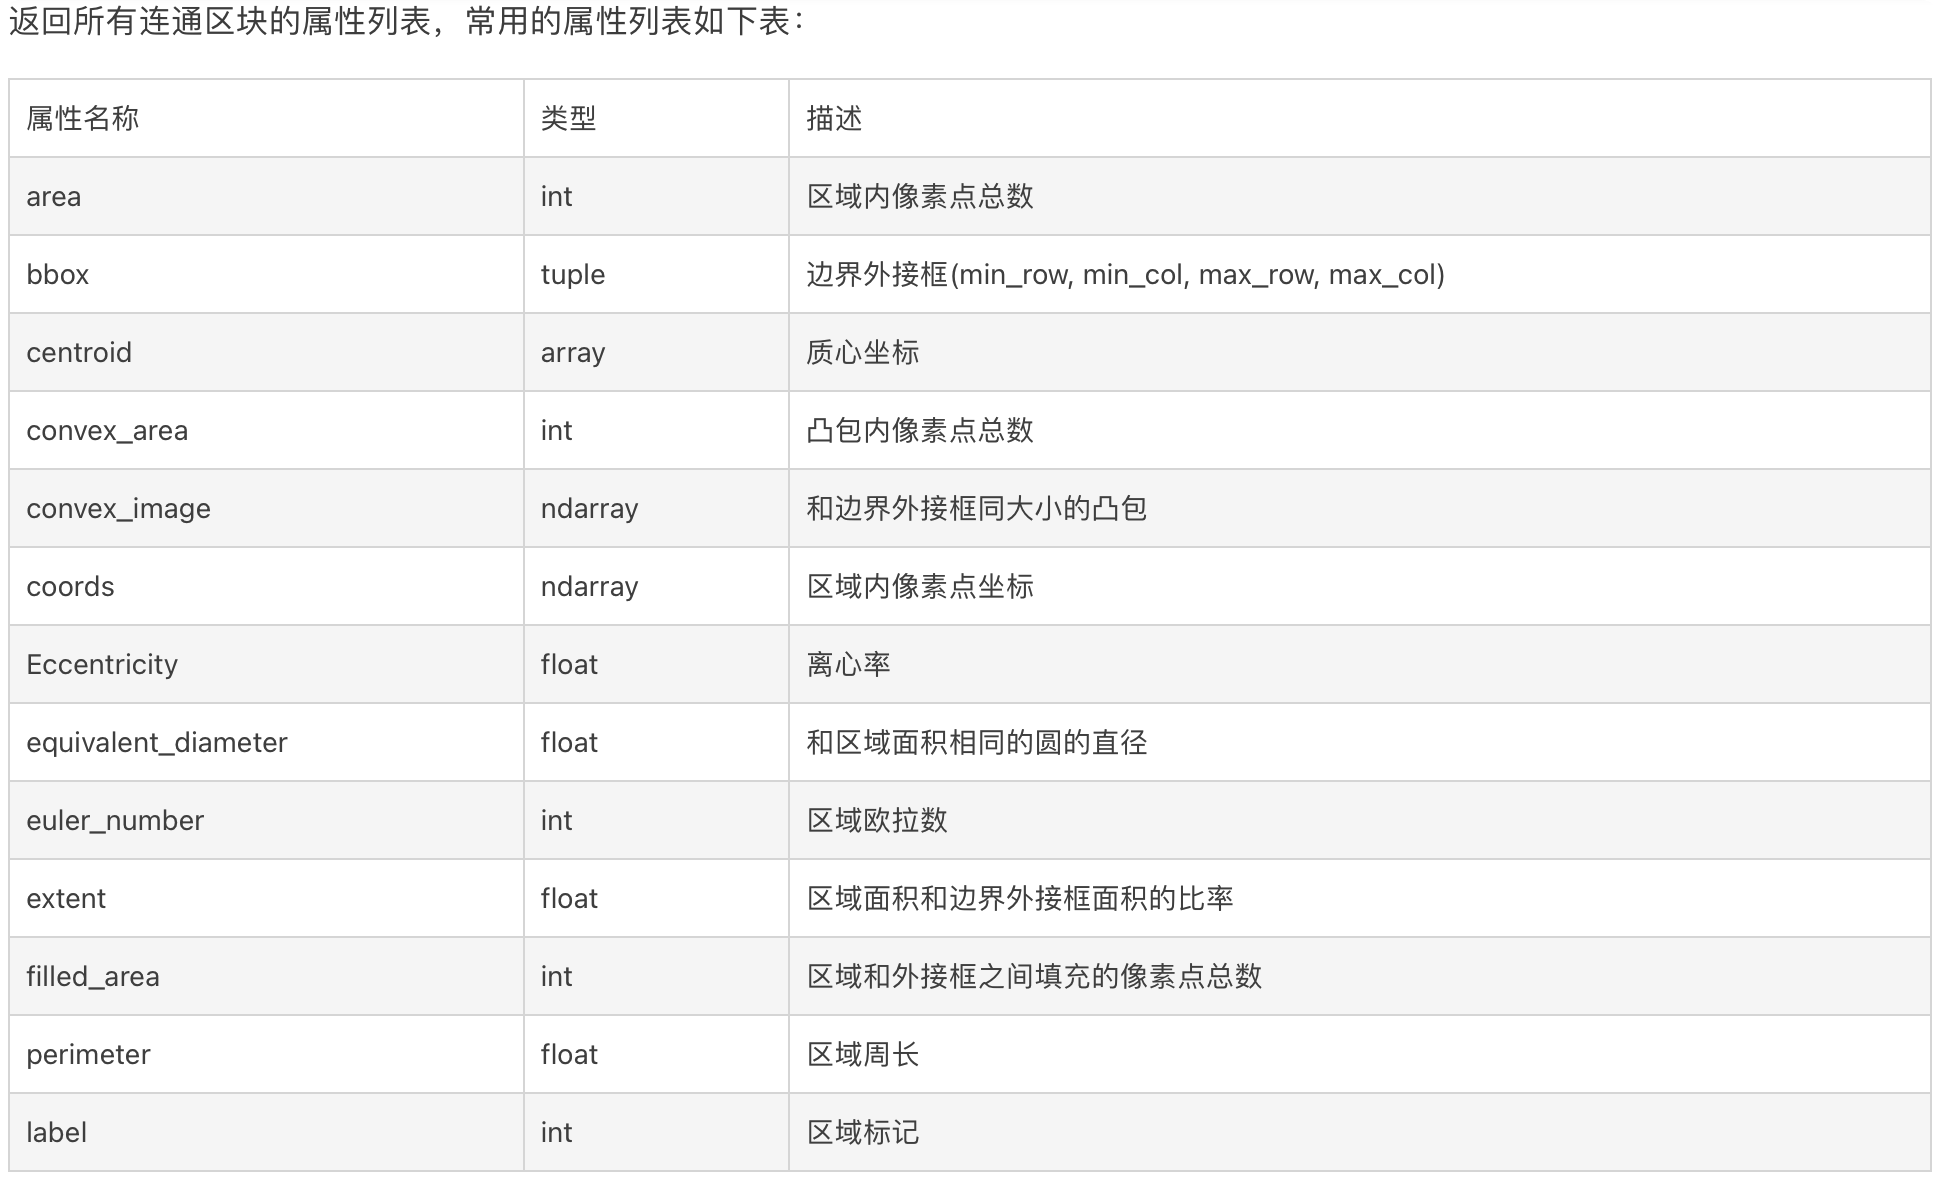 返回所有连通区块的属性列表，常用的属性列表如下表：
属性名称 类型 描述
area int 区域内像素点总数
bbox tuple 边界外接框(min_row, min_col, max_row, max_col)
centroid array 质心坐标
convex_area int 凸包内像素点总数
convex_image ndarray 和边界外接框同大小的凸包
coords ndarray 区域内像素点坐标
Eccentricity float 离心率
equivalent_diameter float 和区域面积相同的圆的直径
euler_number int 区域欧拉数
extent float 区域面积和边界外接框面积的比率
filled_area int 区域和外接框之间填充的像素点总数
perimeter float 区域周长
label int 区域标记